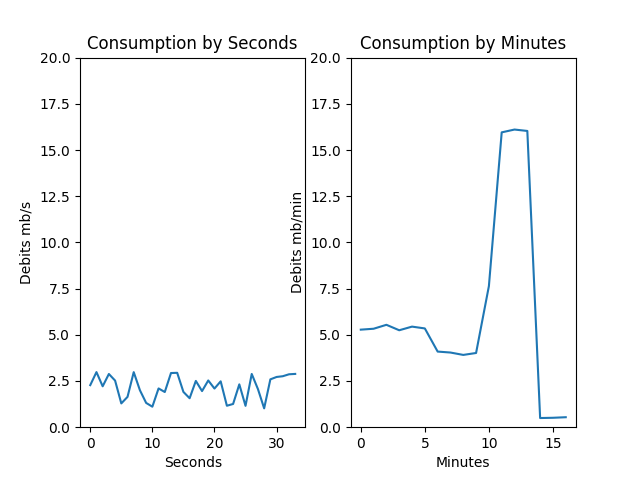 Consumption by Seconds
Debits mb/s
20.0
17.5
15.0
12.5
10.0
7.5
5.0
2.5
0.0
0 10 20 30
Seconds
Consumption by Minutes
Debits mb/min
20.0
17.5
15.0
12.5
10.0
7.5
5.0
2.5
0.0
0 5 10 15
Minutes